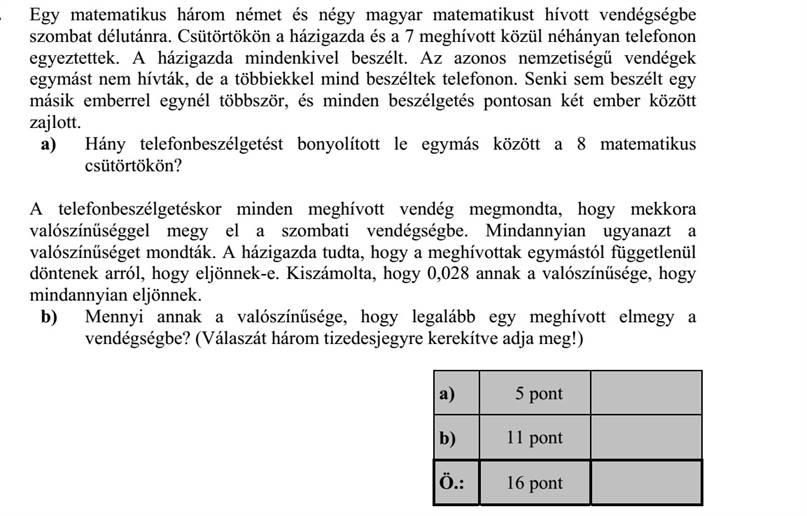 Egy matematikus három német és négy magyar matematikust hívott vendégségbe
szombat délutánra. Csütörtökön a házigazda és a 7 meghívott közül néhányan telefonon
egyeztettek. A házigazda mindenkivel beszélt. Az azonos nemzetiségű vendégek
egymást nem hívták, de a többiekkel mind beszéltek telefonon. Senki sem beszélt egy
másik emberrel egynél többször, és minden beszélgetés pontosan két ember között
zajlott.
a) Hány telefonbeszélgetést bonyolított le egymás között a 8 matematikus
csütörtökön?
A telefonbeszélgetéskor minden meghívott vendég megmondta, hogy mekkora
valószínűséggel megy el a szombati vendégségbe. Mindannyian ugyanazt a
valószínűséget mondták. A házigazda tudta, hogy a meghívottak egymástól függetlenül
döntenek arról, hogy eljönnek-e. Kiszámolta, hogy 0,028 annak a valószínűsége, hogy
mindannyian eljönnek.
b) Mennyi annak a valószínűsége, hogy legalább egy meghívott elmegy a
vendégségbe? (Válaszát három tizedesjegyre kerekítve adja meg!)
a) 5 pont
b) 11 pont
Ö.: 16 pont